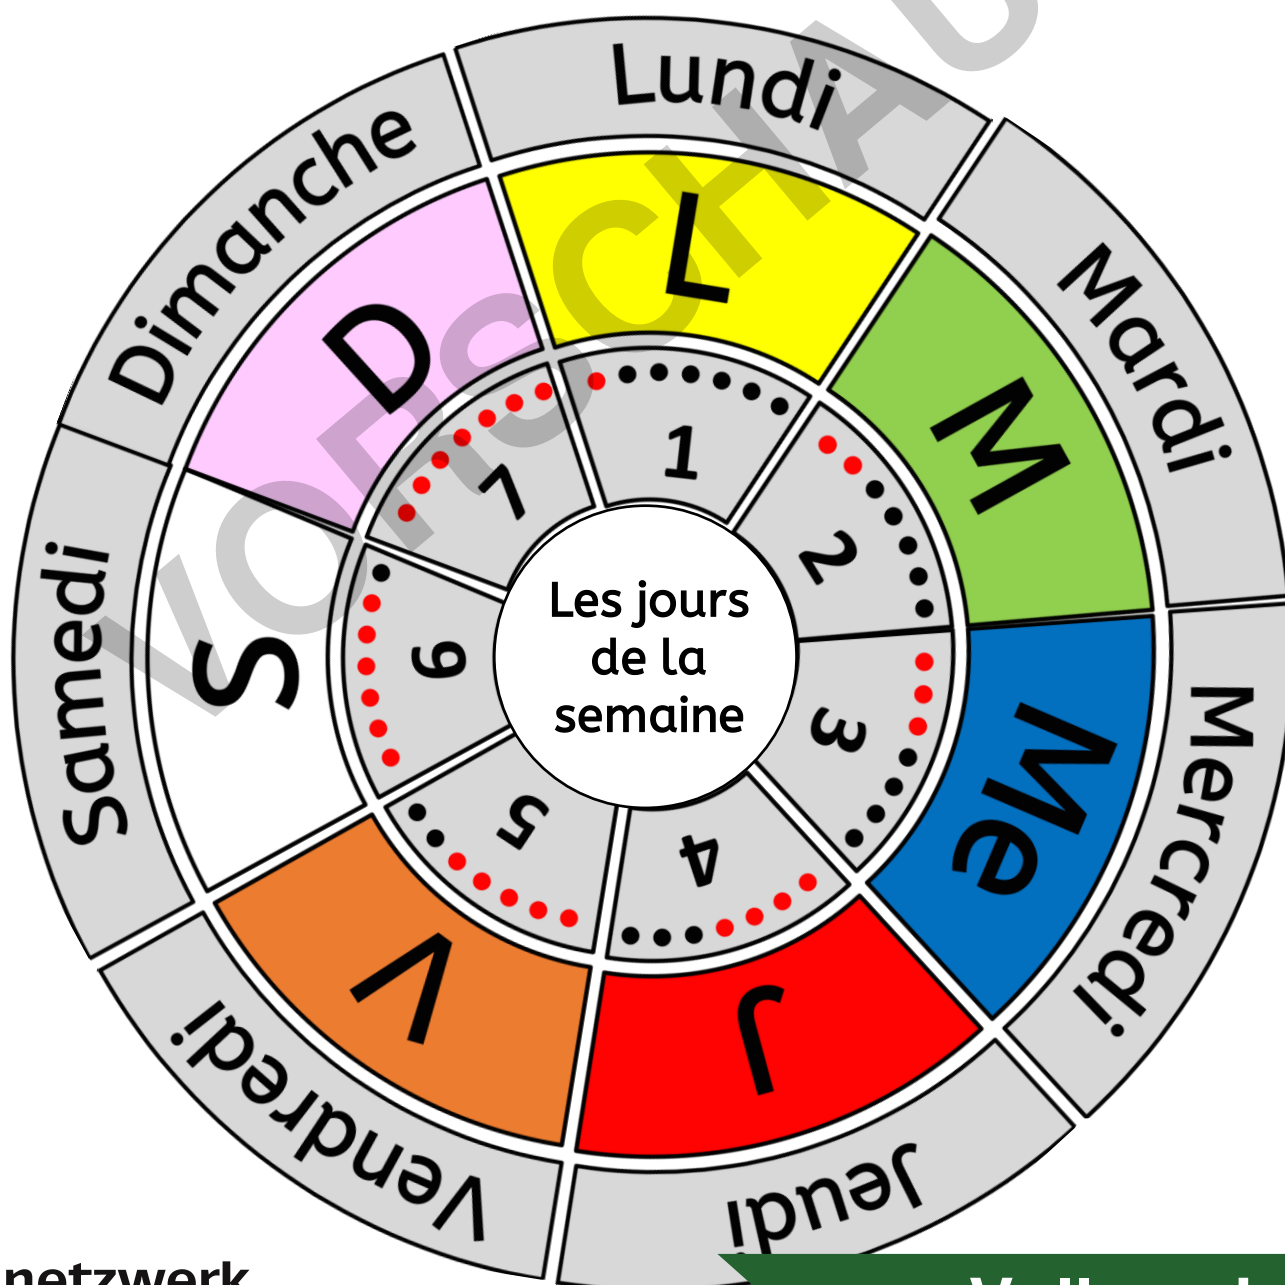 Lundi
Mardi
Mercredi
Jeudi
Vendredi
Samedi
Dimanche
L
M
Me
J
V
S
D
1
2
3
4
5
6
7
Les jours
de la
semaine
VORSCHAU
netzwerk